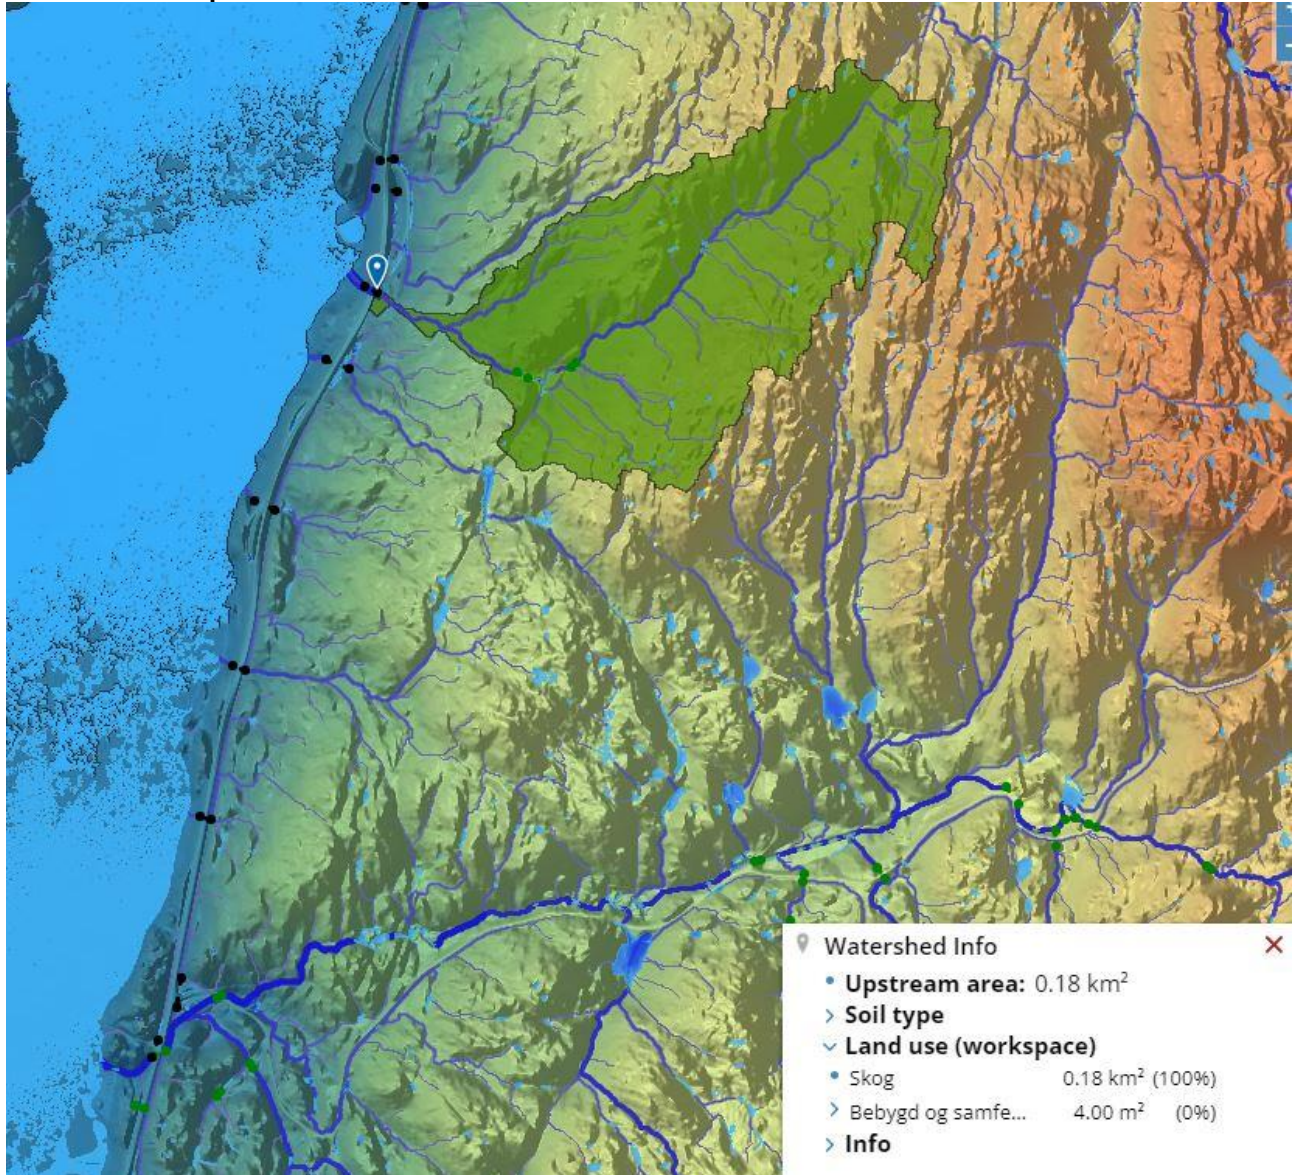 Watershed Info
Upstream area: 0.18 km²
Soil type
Land use (workspace)
Skog 0.18 km² (100%)
Bebygd og samfe... 4.00 m² (0%)
Info